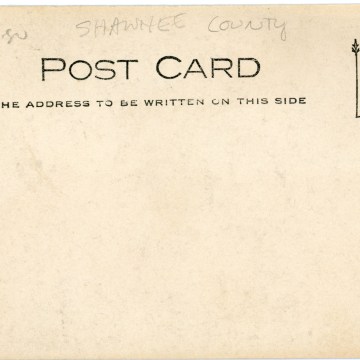 SHAWNEE COUNTY
POST CARD
HE ADDRESS TO BE WRITTEN ON THIS SIDE